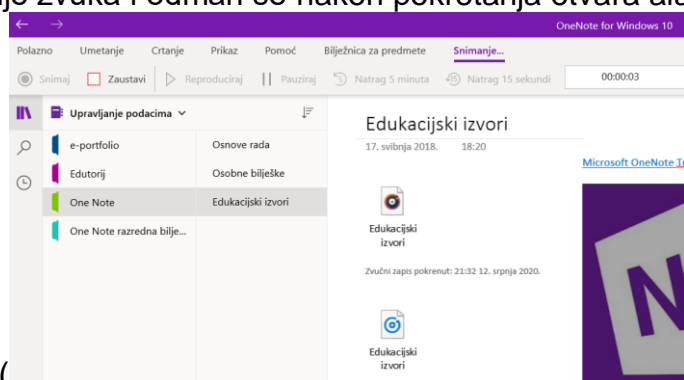 zvuka i odmah se nakon pokretanja otvara
OneNote for Windows 10
Polazno Umetanje Crtanje Prikaz Pomoć Bilježnica za predmete Snimanje...
Snimaj Zaustavi Reproduciraj Pauziraj Natrag 5 minuta Natrag 15 sekundi 00:00:03
Upravljanje podacima
e-portfolio
Edutorij
One Note
One Note razredna bilje...
Osnove rada
Osobne bilješke
Edukacijski izvori
Edukacijski izvori
17. svibnja 2018. 18:20
Microsoft OneNote
Edukacijski
izvori
Zvučni zapis pokrenut: 21:32 12. srpnja 2020.
Edukacijski
izvori
N
(